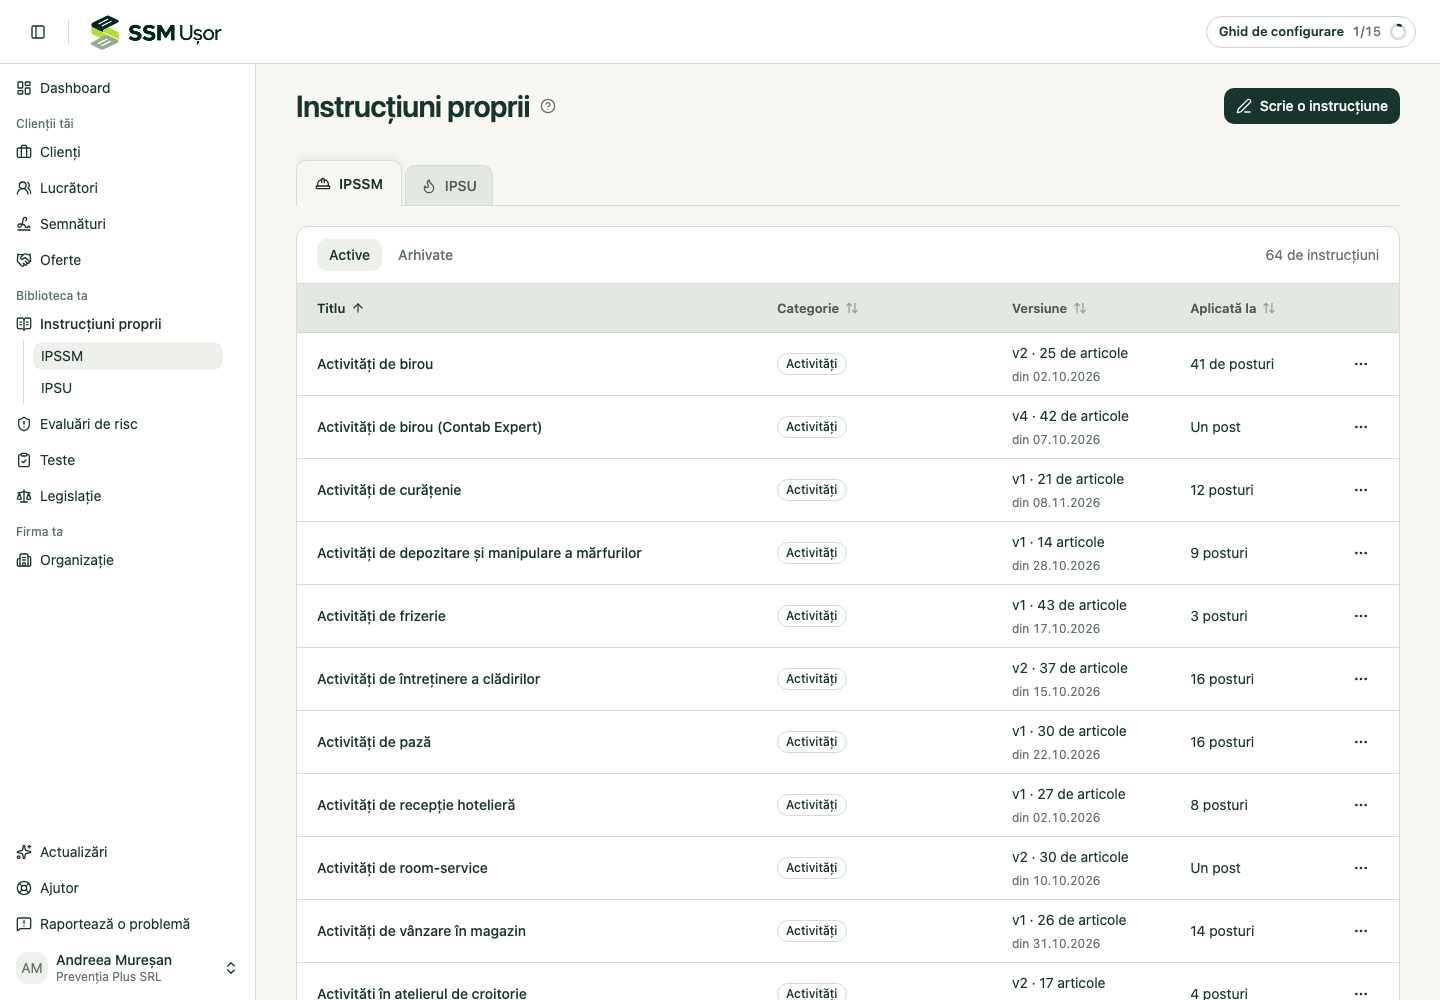 SSM Ușor
Ghid de configurare 1/15
Dashboard
Clienții tăi
Clienți
Lucrători
Semnături
Oferte
Biblioteca ta
Instrucțiuni proprii
IPSSM
IPSU
Evaluări de risc
Teste
Legislație
Firma ta
Organizație
Actualizări
Ajutor
Raportează o problemă
AM
Andreea Mureșan
Prevenția Plus SRL
Instrucțiuni proprii
Scrie o instrucțiune
IPSSM
IPSU
Active
Arhivate
64 de instrucțiuni
Titlu
Categorie
Versiune
Aplicată la
Activități de birou
Activități
v2 · 25 de articole
din 02.10.2026
41 de posturi
Activități de birou (Contab Expert)
Activități
v4 · 42 de articole
din 07.10.2026
Un post
Activități de curățenie
Activități
v1 · 21 de articole
din 08.11.2026
12 posturi
Activități de depozitare și manipulare a mărfurilor
Activități
v1 · 14 articole
din 28.10.2026
9 posturi
Activități de frizerie
Activități
v1 · 43 de articole
din 17.10.2026
3 posturi
Activități de întreținere a clădirilor
Activități
v2 · 37 de articole
din 15.10.2026
16 posturi
Activități de pază
Activități
v1 · 30 de articole
din 22.10.2026
16 posturi
Activități de recepție hotelieră
Activități
v1 · 27 de articole
din 02.10.2026
8 posturi
Activități de room-service
Activități
v2 · 30 de articole
din 10.10.2026
Un post
Activități de vânzare în magazin
Activități
v1 · 26 de articole
din 31.10.2026
14 posturi
Activități în atelierul de croitorie
Activități
v2 · 17 articole
4 posturi